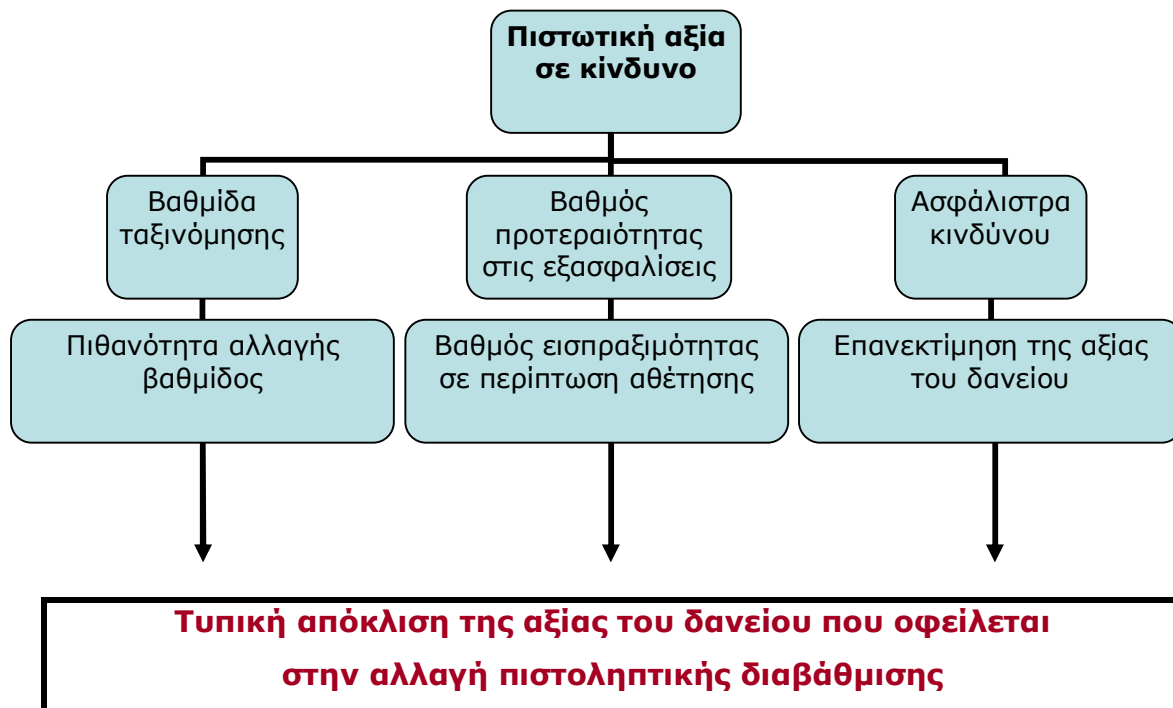 Πιστωτική αξία
σε κίνδυνο
Βαθμίδα
ταξινόμησης
Βαθμός
προτεραιότητας
στις εξασφαλίσεις
Ασφάλιστρα
κινδύνου
Πιθανότητα αλλαγής
βαθμίδος
Βαθμός εισπραξιμότητας
σε περίπτωση αθέτησης
Επανεκτίμηση της αξίας
του δανείου
Τυπική απόκλιση της αξίας του δανείου που οφείλεται
στην αλλαγή πιστοληπτικής διαβάθμισης